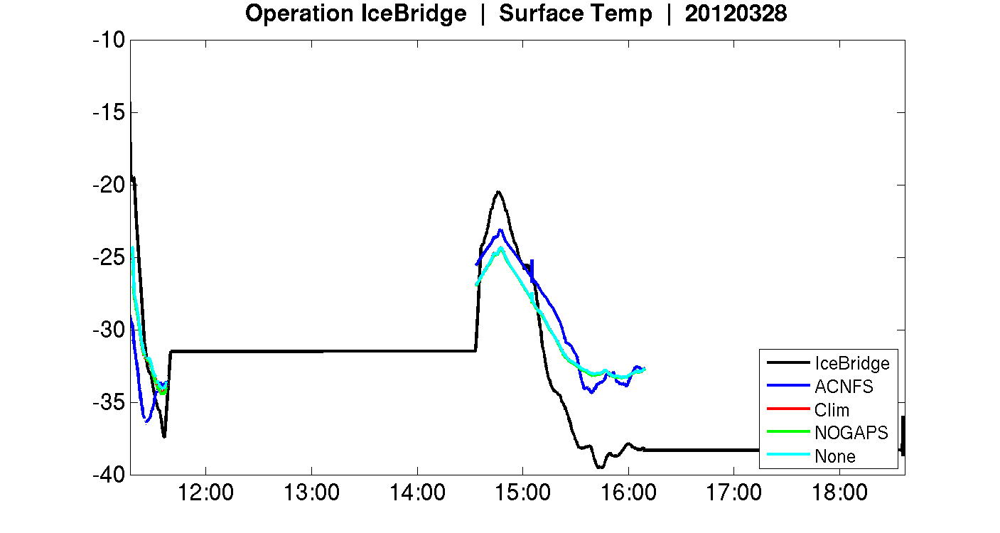 Operation IceBridge | Surface Temp | 20120328
-10
-15
-20
-25
-30
-35
-40
12:00 13:00 14:00 15:00 16:00 17:00 18:00
IceBridge
ACNFS
Clim
NOGAPS
None